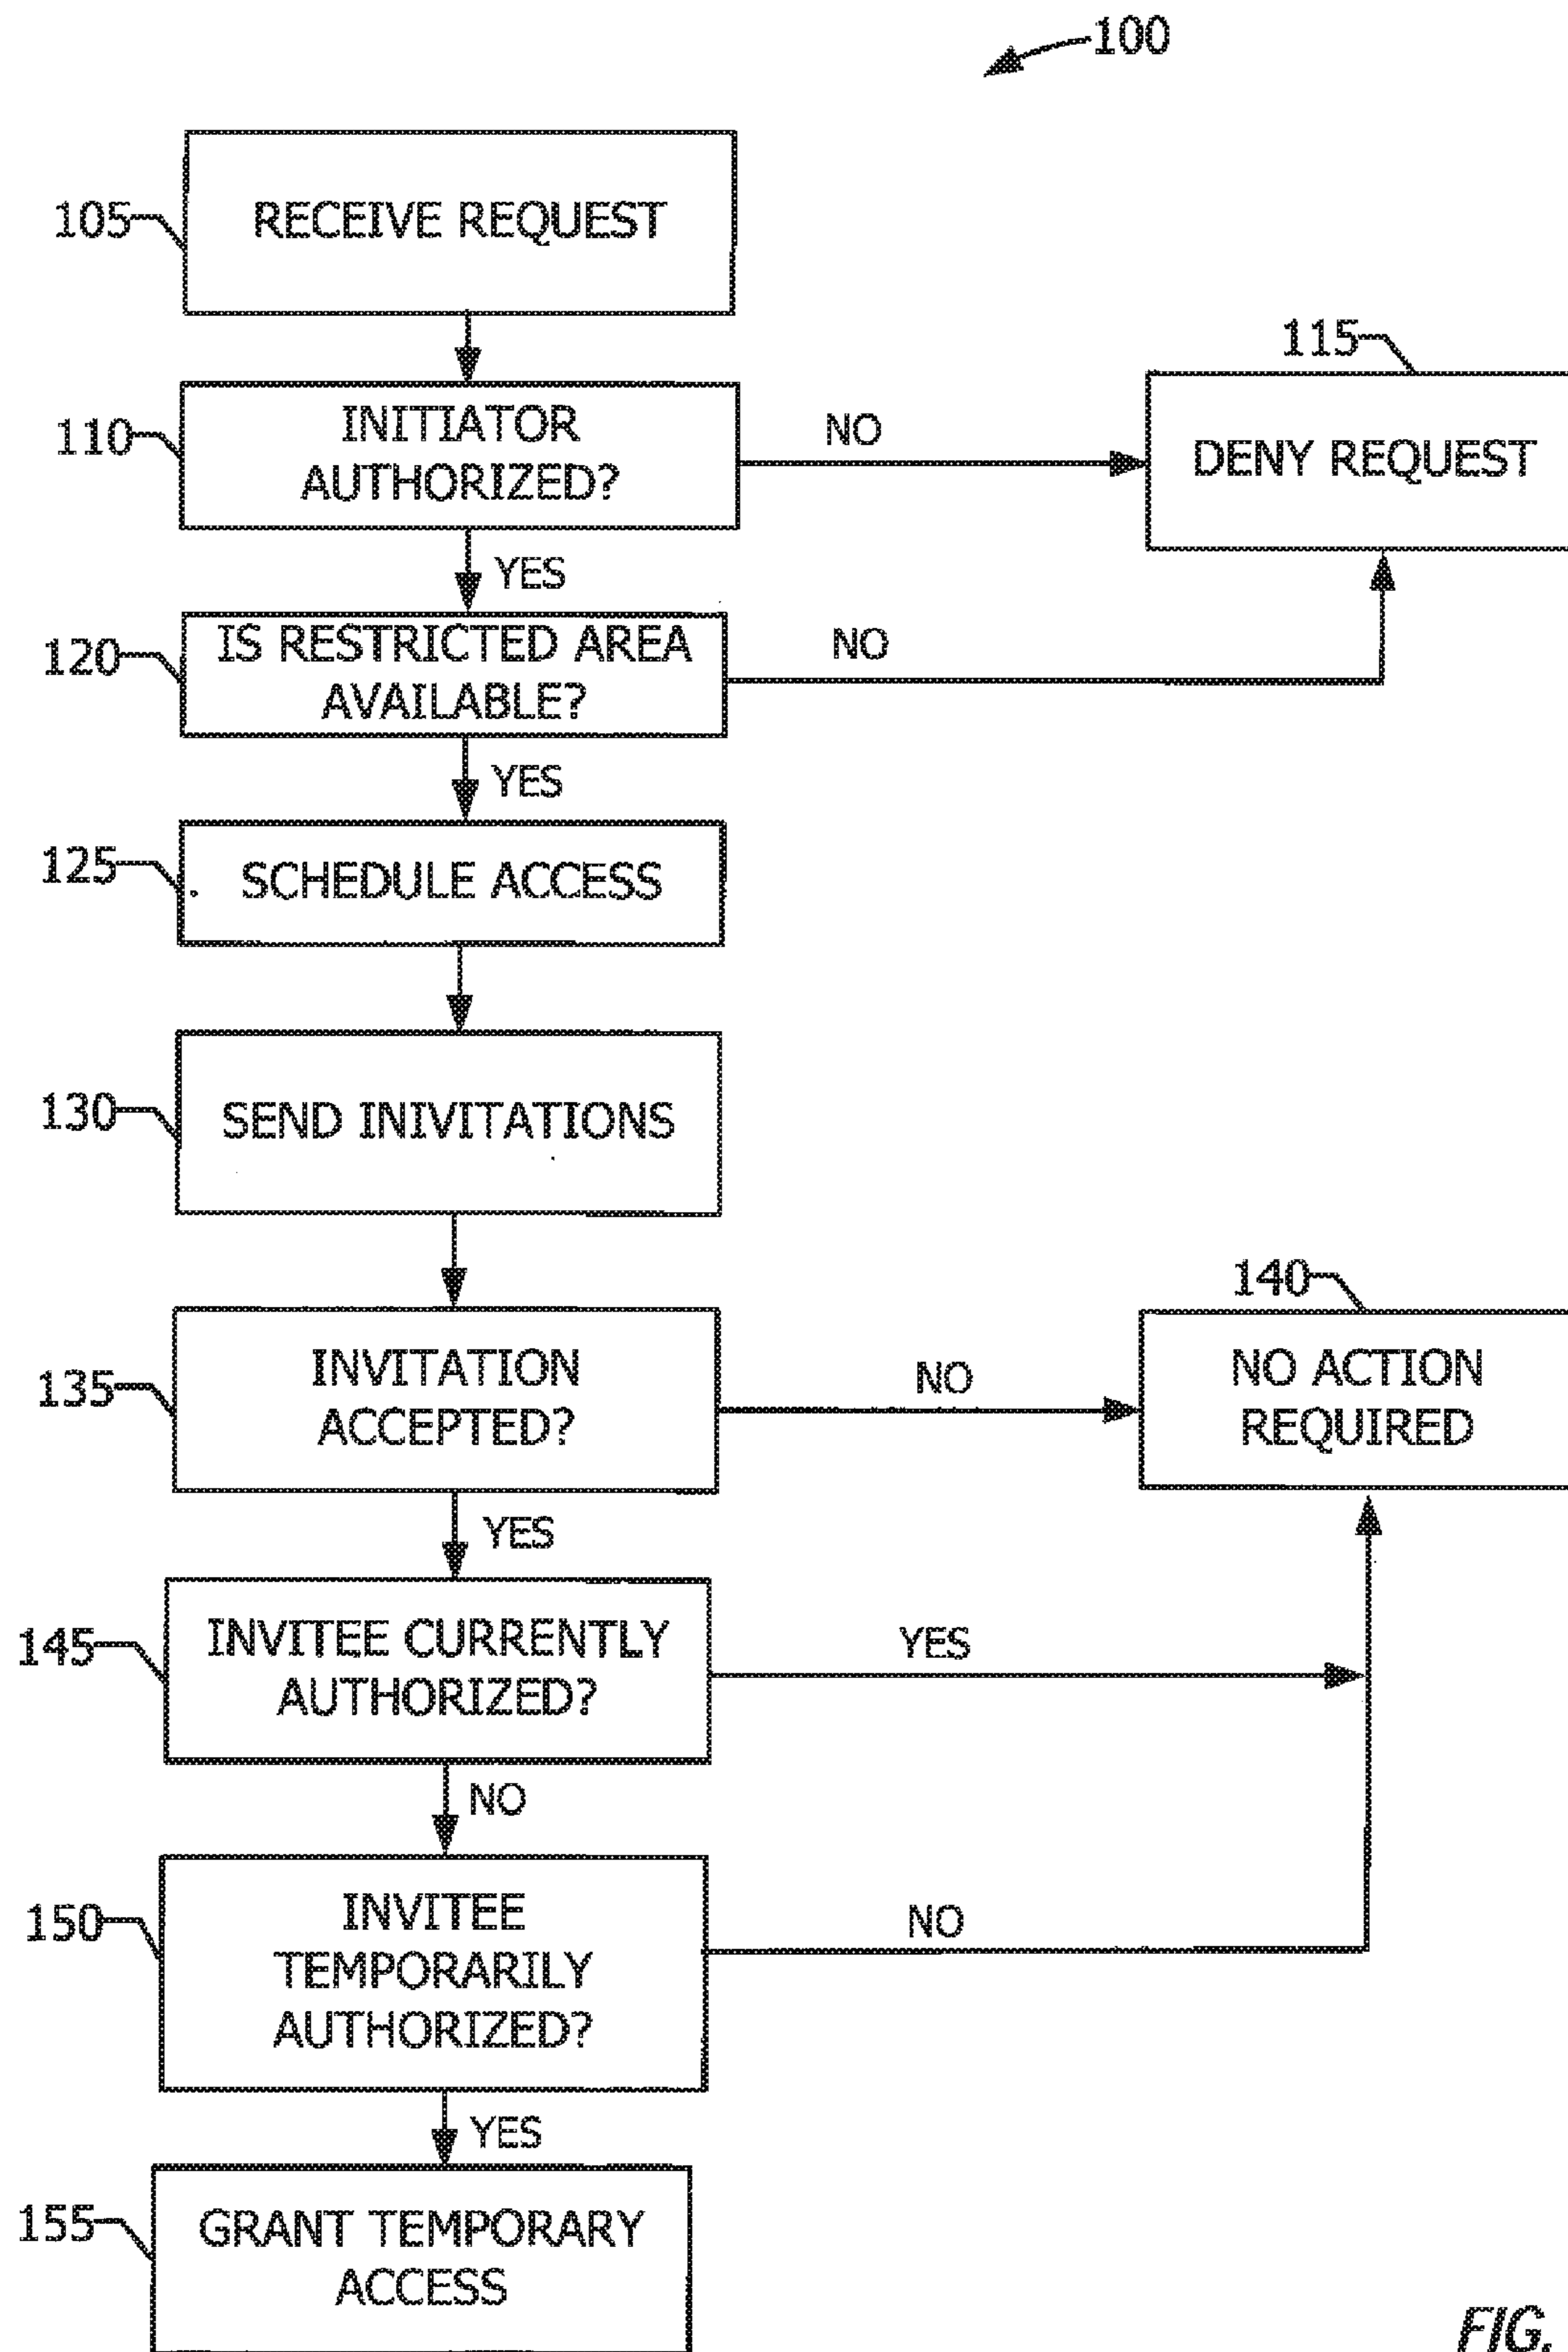 100
105
RECEIVE REQUEST
115
110
INITIATOR
AUTHORIZED?
NO
DENY REQUEST
YES
120
IS RESTRICTED AREA
AVAILABLE?
NO
YES
125
SCHEDULE ACCESS
130
SEND INIVITATIONS
140
135
INVITATION
ACCEPTED?
NO
NO ACTION
REQUIRED
YES
145
INVITEE CURRENTLY
AUTHORIZED?
YES
NO
150
INVITEE
TEMPORARILY
AUTHORIZED?
NO
YES
155
GRANT TEMPORARY
ACCESS
FIG.